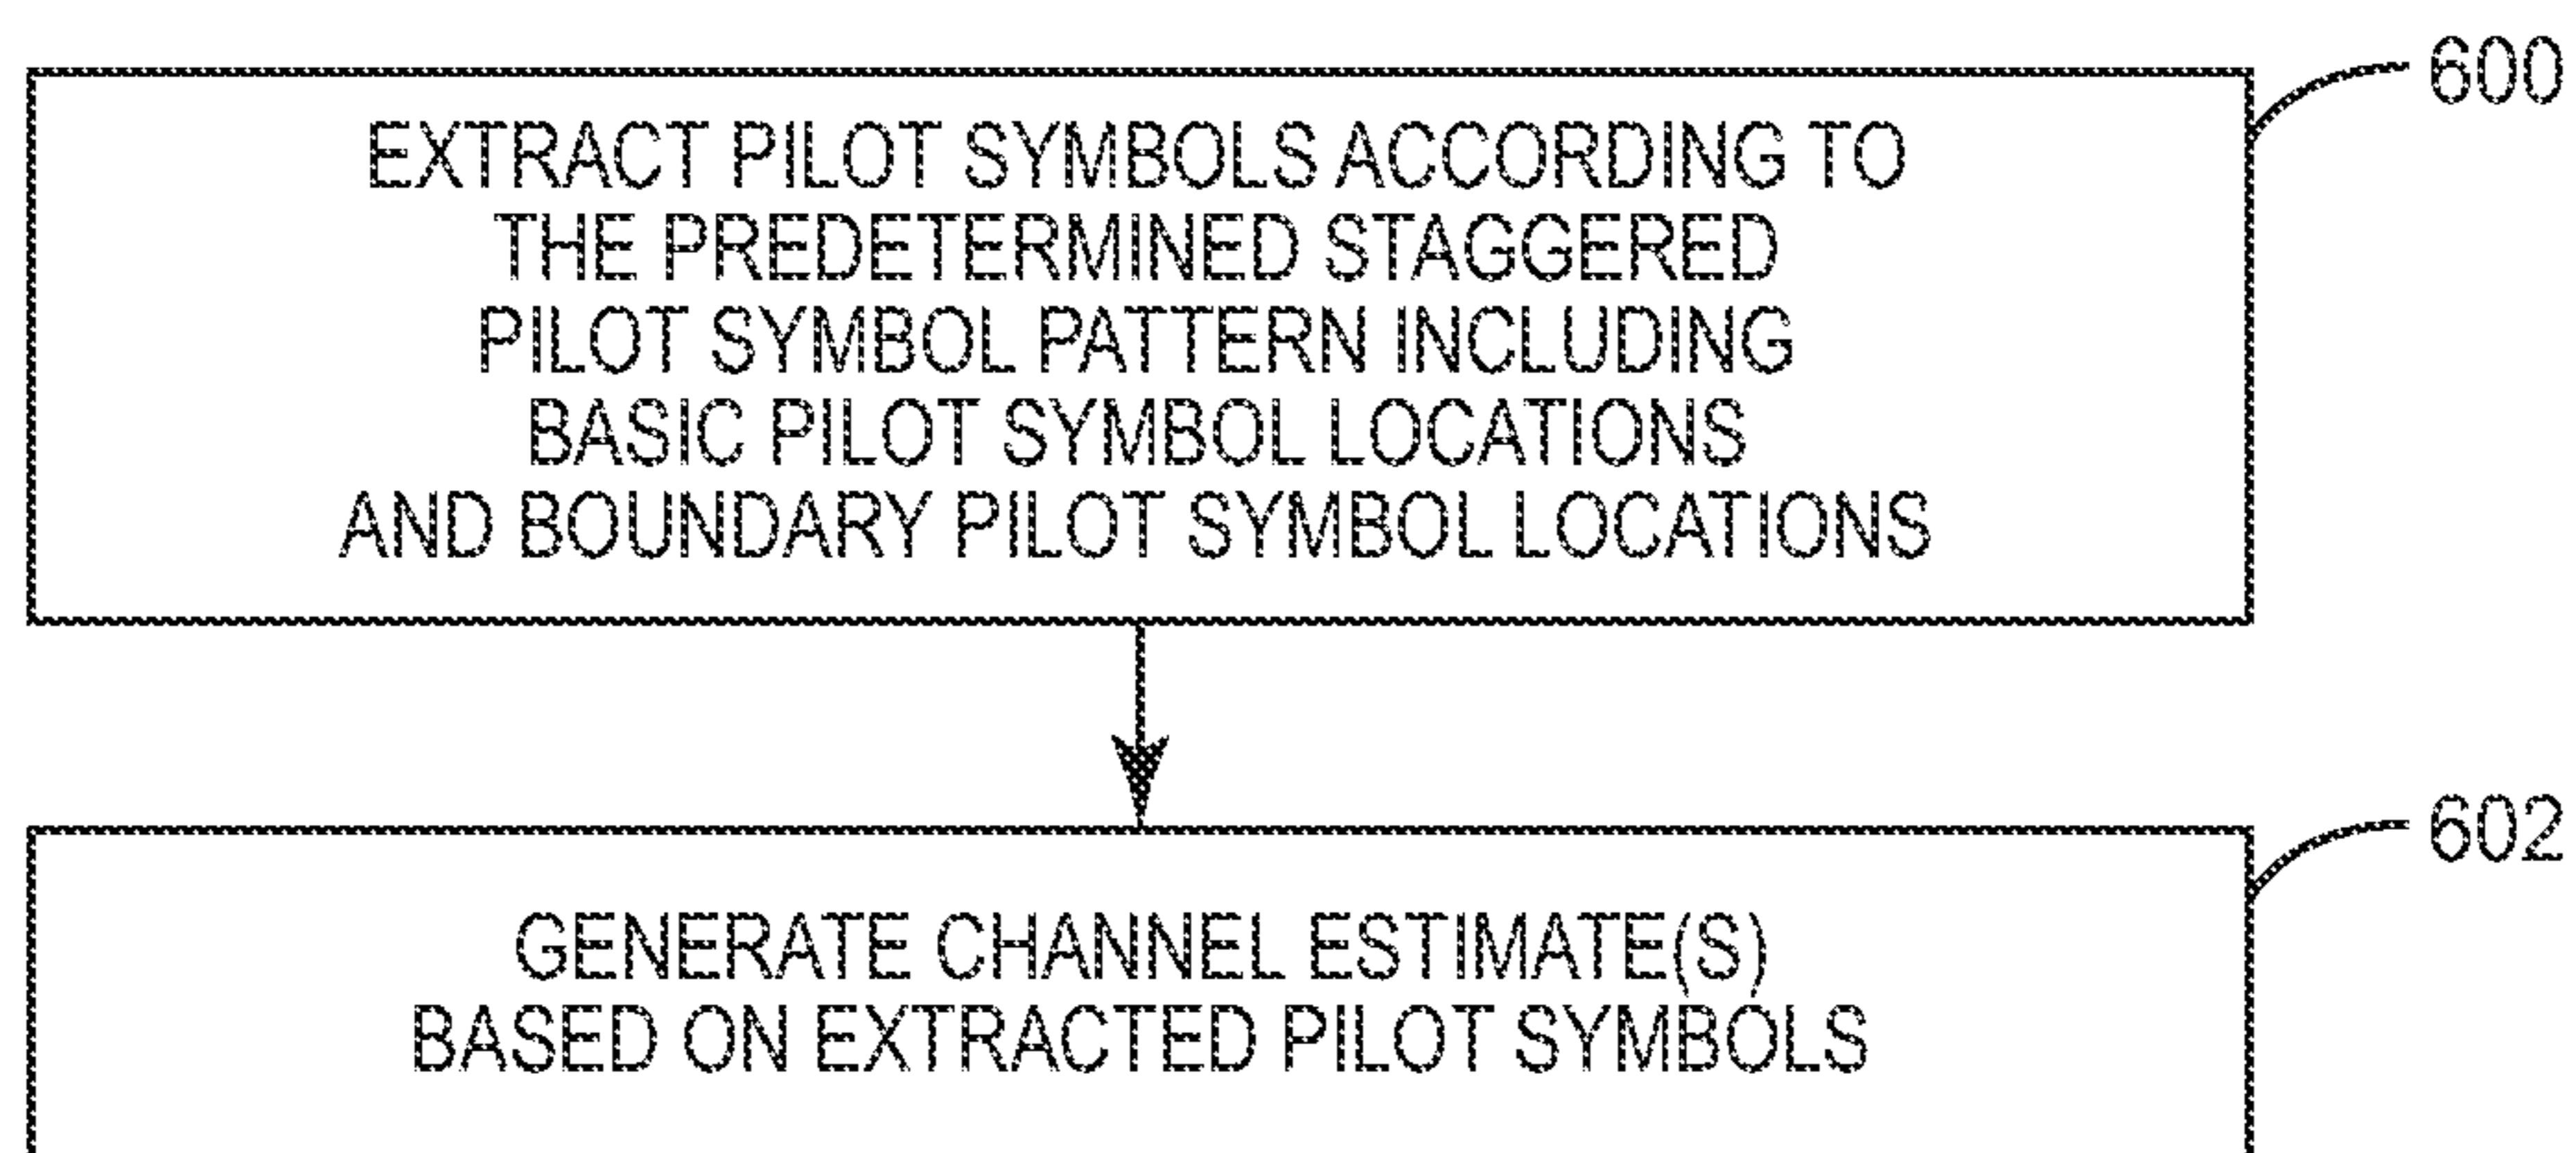 600
EXTRACT PILOT SYMBOLS ACCORDING TO
THE PREDETERMINED STAGGERED
PILOT SYMBOL PATTERN INCLUDING
BASIC PILOT SYMBOL LOCATIONS
AND BOUNDARY PILOT SYMBOL LOCATIONS
602
GENERATE CHANNEL ESTIMATE(S)
BASED ON EXTRACTED PILOT SYMBOLS